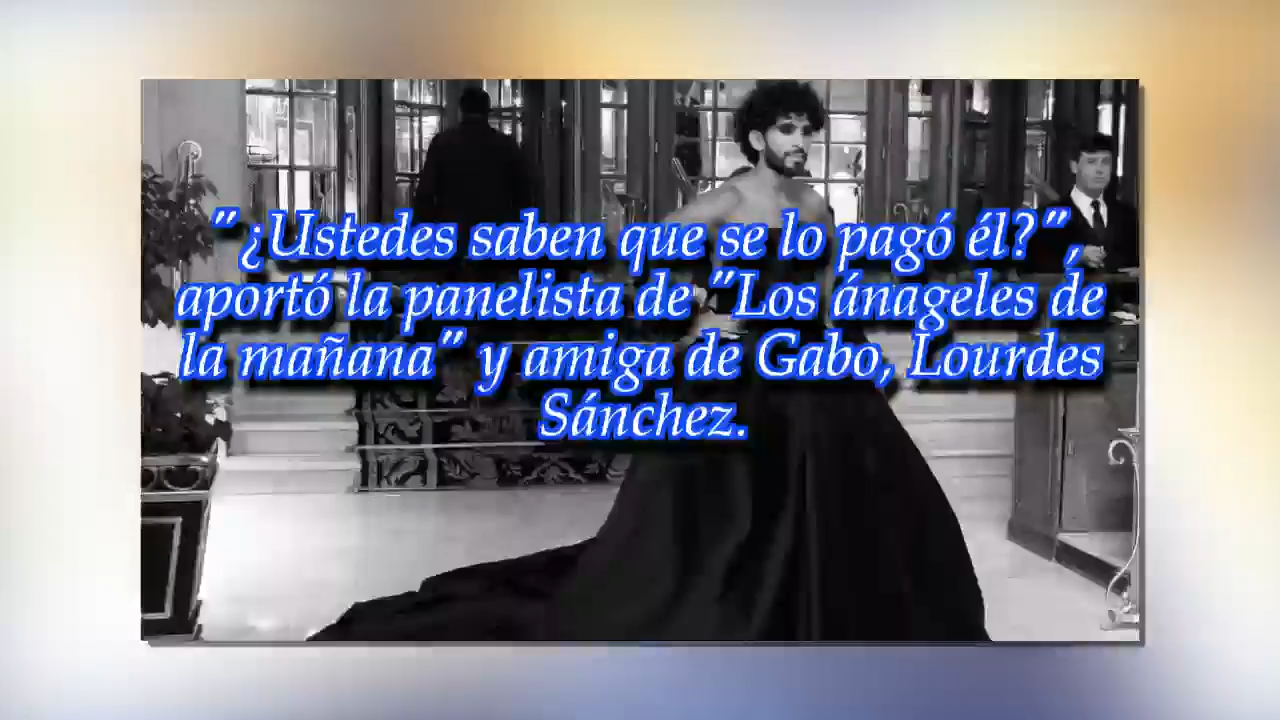 "¿Ustedes saben que se lo pagó él?",
aportó la panelista de "Los ánageles de
la mañana" y amiga de Gabo, Lourdes
Sánchez.